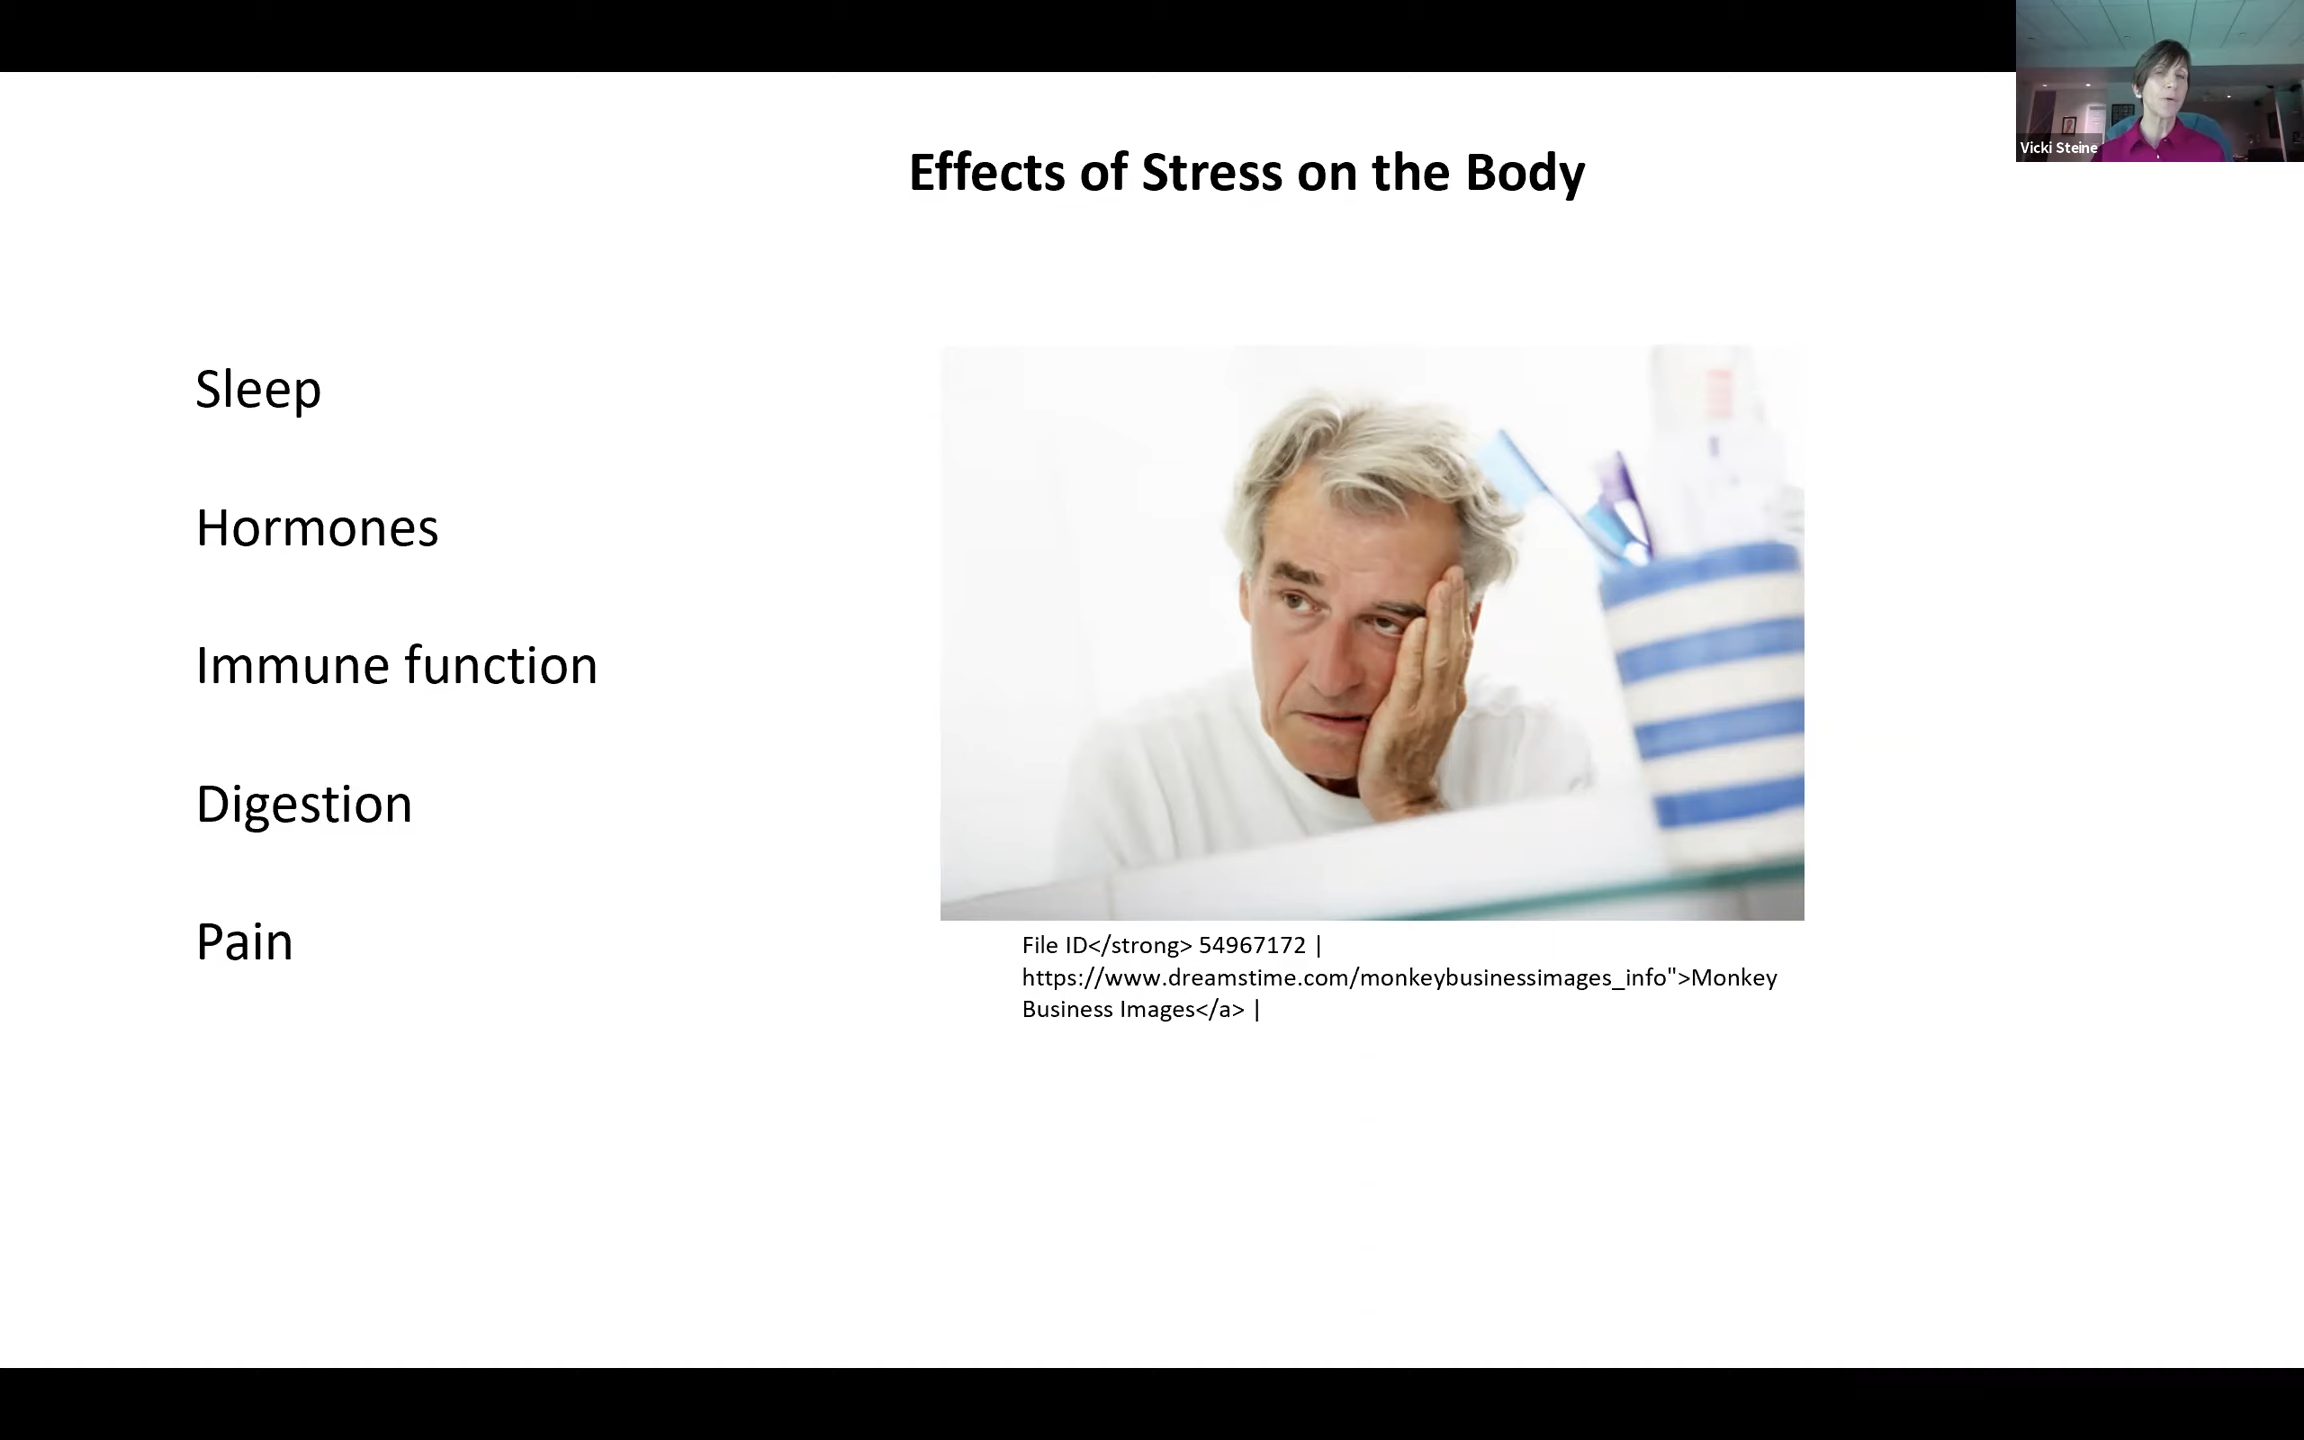 Vicki Steine
Effects of Stress on the Body
Sleep
Hormones
Immune function
Digestion
Pain
File ID</strong> 54967172 |
https://www.dreamstime.com/monkeybusinessimages_info">Monkey
Business Images</a> |